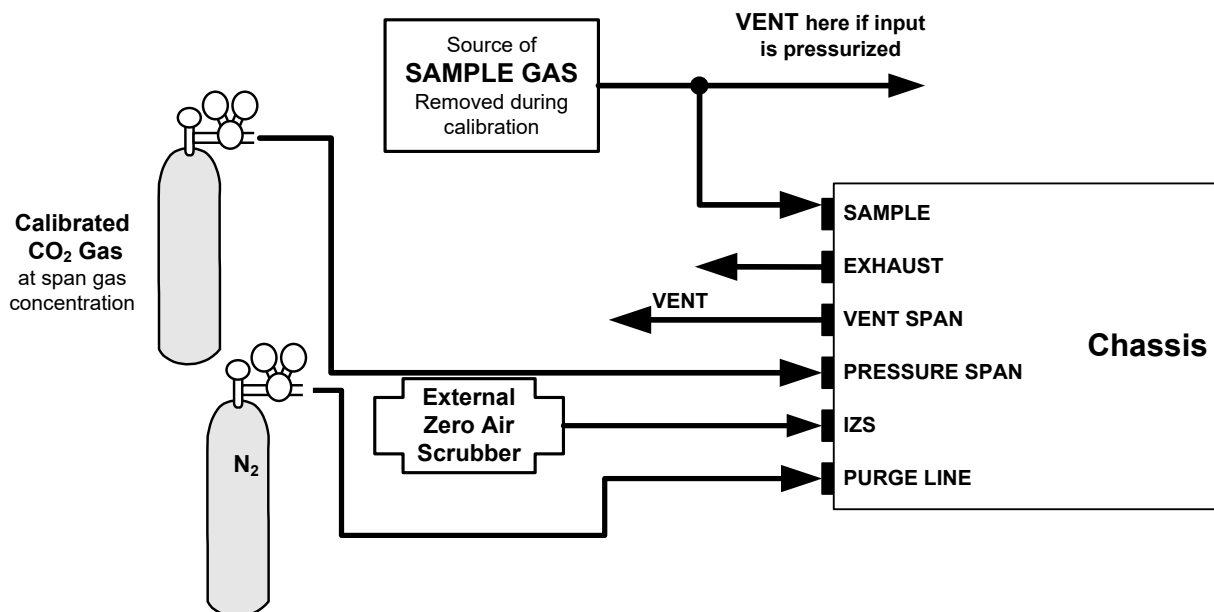 Source of
SAMPLE GAS
Removed during
calibration
VENT here if input
is pressurized
Calibrated
CO₂ Gas
at span gas
concentration
N₂
External
Zero Air
Scrubber
VENT
SAMPLE
EXHAUST
VENT SPAN
PRESSURE SPAN
IZS
PURGE LINE
Chassis